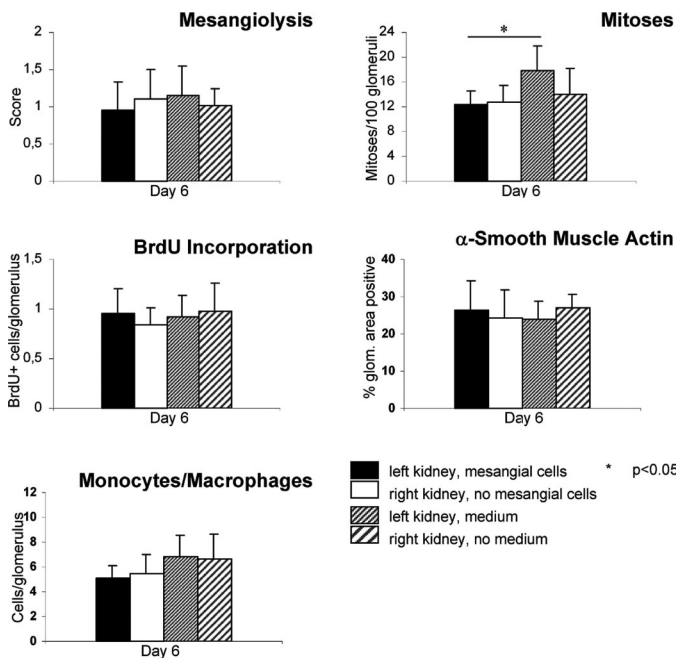 Mesangiolysis
2
1,5
1
0,5
0
Score
Day 6
Mitoses
*
24
20
16
12
8
4
0
Mitoses/100 glomeruli
Day 6
BrdU Incorporation
1,5
1
0,5
0
BrdU+ cells/glomerulus
Day 6
α-Smooth Muscle Actin
40
30
20
10
0
% glom. area positive
Day 6
Monocytes/Macrophages
12
10
8
6
4
2
0
Cells/glomerulus
Day 6
left kidney, mesangial cells * p<0.05
right kidney, no mesangial cells
left kidney, medium
right kidney, no medium